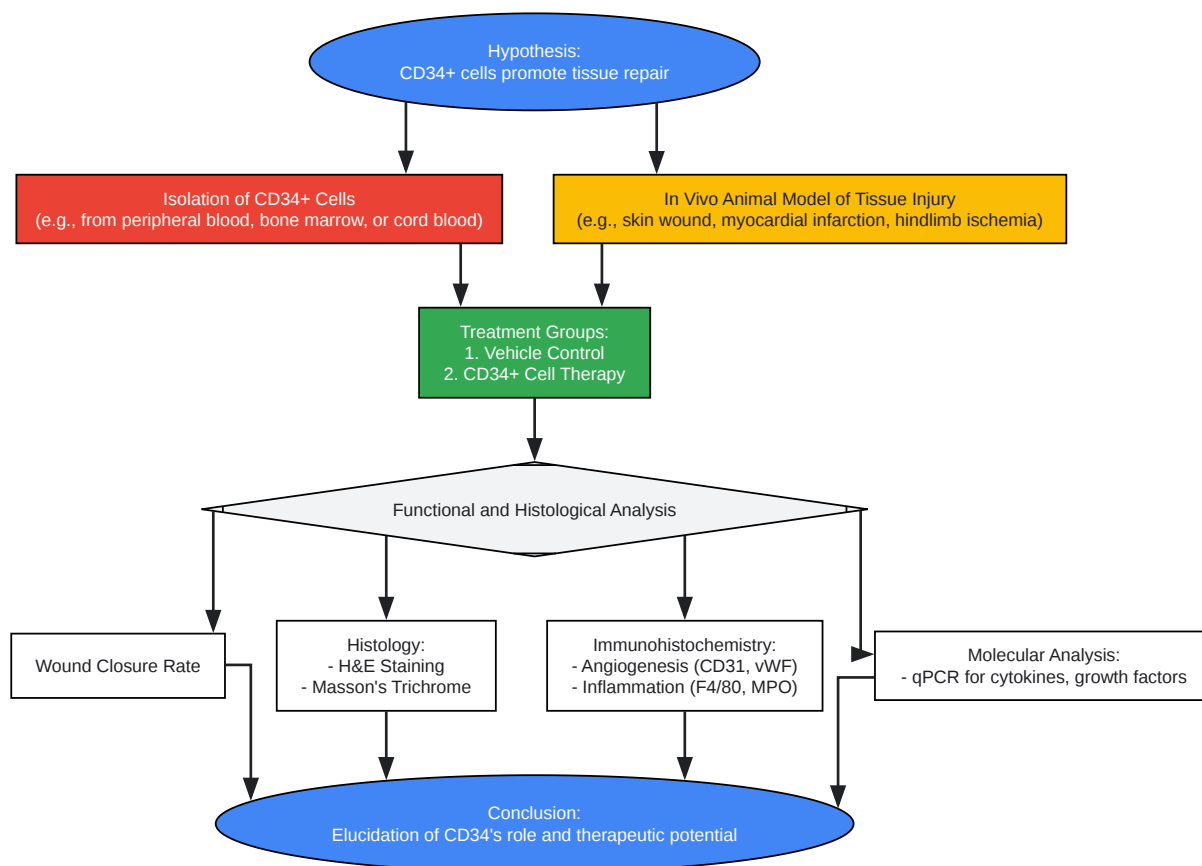 Hypothesis:
CD34+ cells promote tissue repair
Isolation of CD34+ Cells
(e.g., from peripheral blood, bone marrow, or cord blood)
In Vivo Animal Model of Tissue Injury
(e.g., skin wound, myocardial infarction, hindlimb ischemia)
Treatment Groups:
1. Vehicle Control
2. CD34+ Cell Therapy
Functional and Histological Analysis
Wound Closure Rate
Histology:
- H&E Staining
- Masson's Trichrome
Immunohistochemistry:
- Angiogenesis (CD31, vWF)
- Inflammation (F4/80, MPO)
Molecular Analysis:
- qPCR for cytokines, growth factors
Conclusion:
Elucidation of CD34's role and therapeutic potential